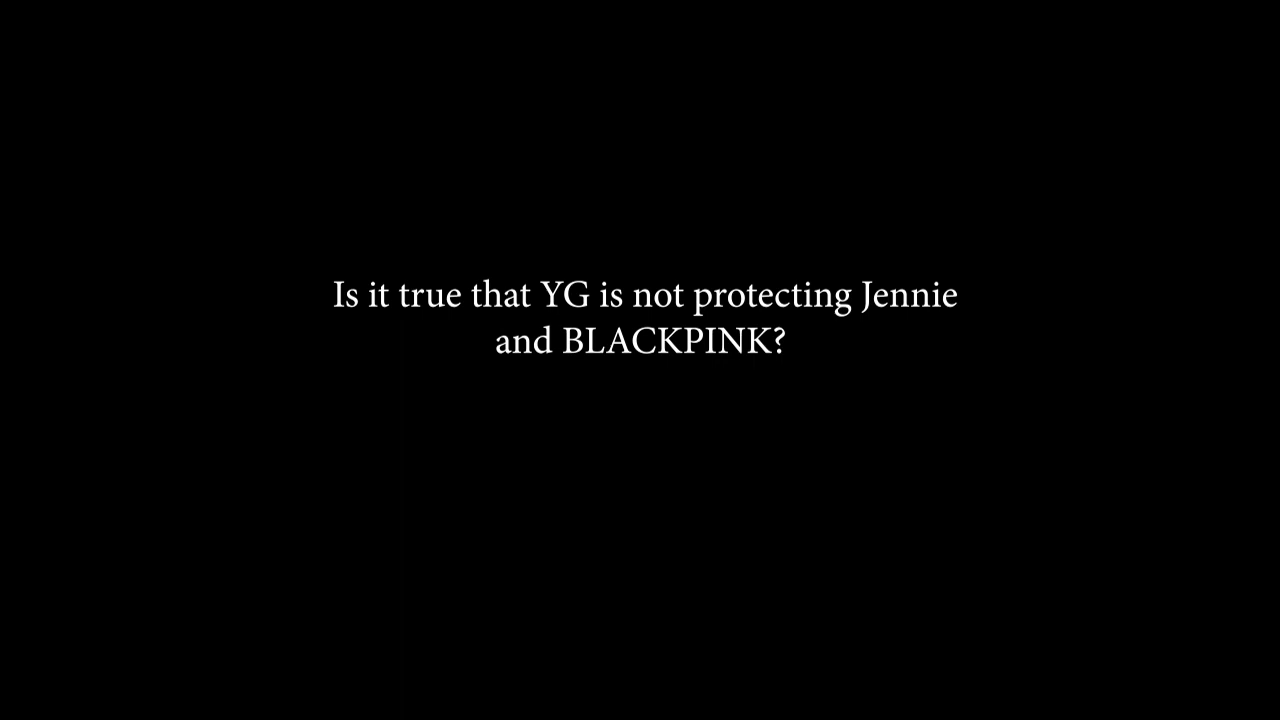 Is it true that YG is not protecting Jennie
and BLACKPINK?